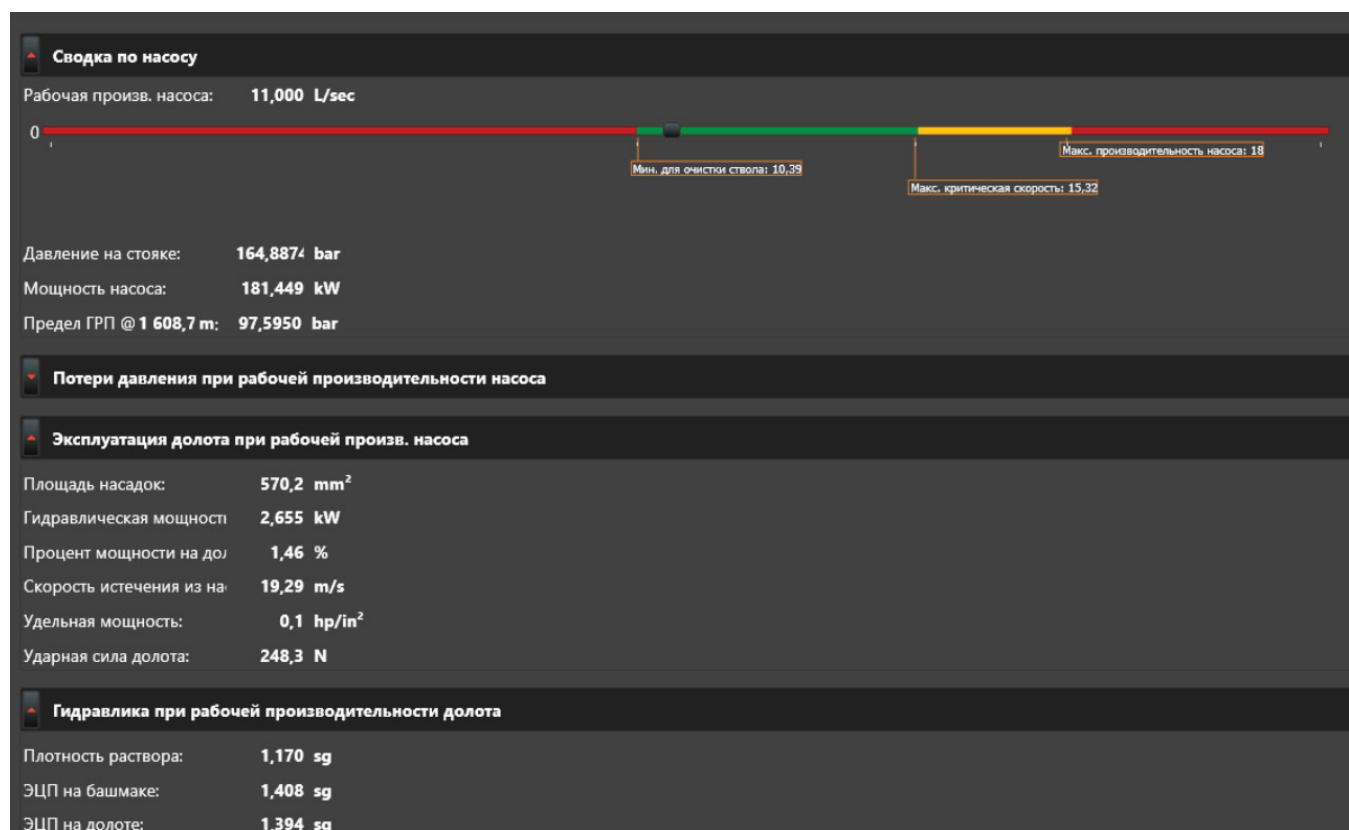 Сводка по насосу
Рабочая произв. насоса: 11,000 L/sec
0
Макс. производительность насоса: 18
Мин. для очистки ствола: 10,39
Макс. критическая скорость: 15,32
Давление на стояке: 164,8874 bar
Мощность насоса: 181,449 kW
Предел ГРП @ 1 608,7 m: 97,5950 bar
Потери давления при рабочей производительности насоса
Эксплуатация долота при рабочей произв. насоса
Площадь насадок: 570,2 mm²
Гидравлическая мощност 2,655 kW
Процент мощности на до 1,46 %
Скорость истечения из на 19,29 m/s
Удельная мощность: 0,1 hp/in²
Ударная сила долота: 248,3 N
Гидравлика при рабочей производительности долота
Плотность раствора: 1,170 sg
ЭЦП на башмаке: 1,408 sg
ЭЦП на долоте: 1,394 sg